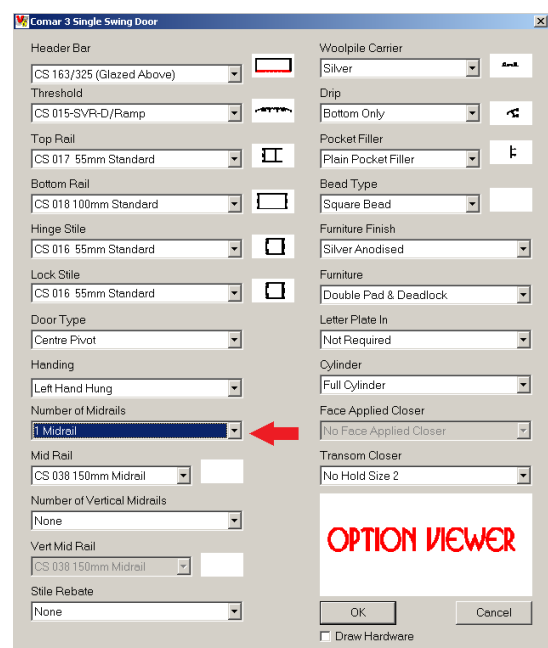 Comar 3 Single Swing Door
Header Bar
CS 163/325 (Glazed Above)
Threshold
CS 015-SVR-D/Ramp
Top Rail
CS 017 55mm Standard
Bottom Rail
CS 018 100mm Standard
Hinge Stile
CS 016 55mm Standard
Lock Stile
CS 016 55mm Standard
Door Type
Centre Pivot
Handing
Left Hand Hung
Number of Midrails
1 Midrail
Mid Rail
CS 038 150mm Midrail
Number of Vertical Midrails
None
Vert Mid Rail
CS 038 150mm Midrail
Stile Rebate
None
Woolpile Carrier
Silver
Drip
Bottom Only
Pocket Filler
Plain Pocket Filler
Bead Type
Square Bead
Furniture Finish
Silver Anodised
Furniture
Double Pad & Deadlock
Letter Plate In
Not Required
Cylinder
Full Cylinder
Face Applied Closer
No Face Applied Closer
Transom Closer
No Hold Size 2
OPTION VIEWER
OK
Cancel
Draw Hardware